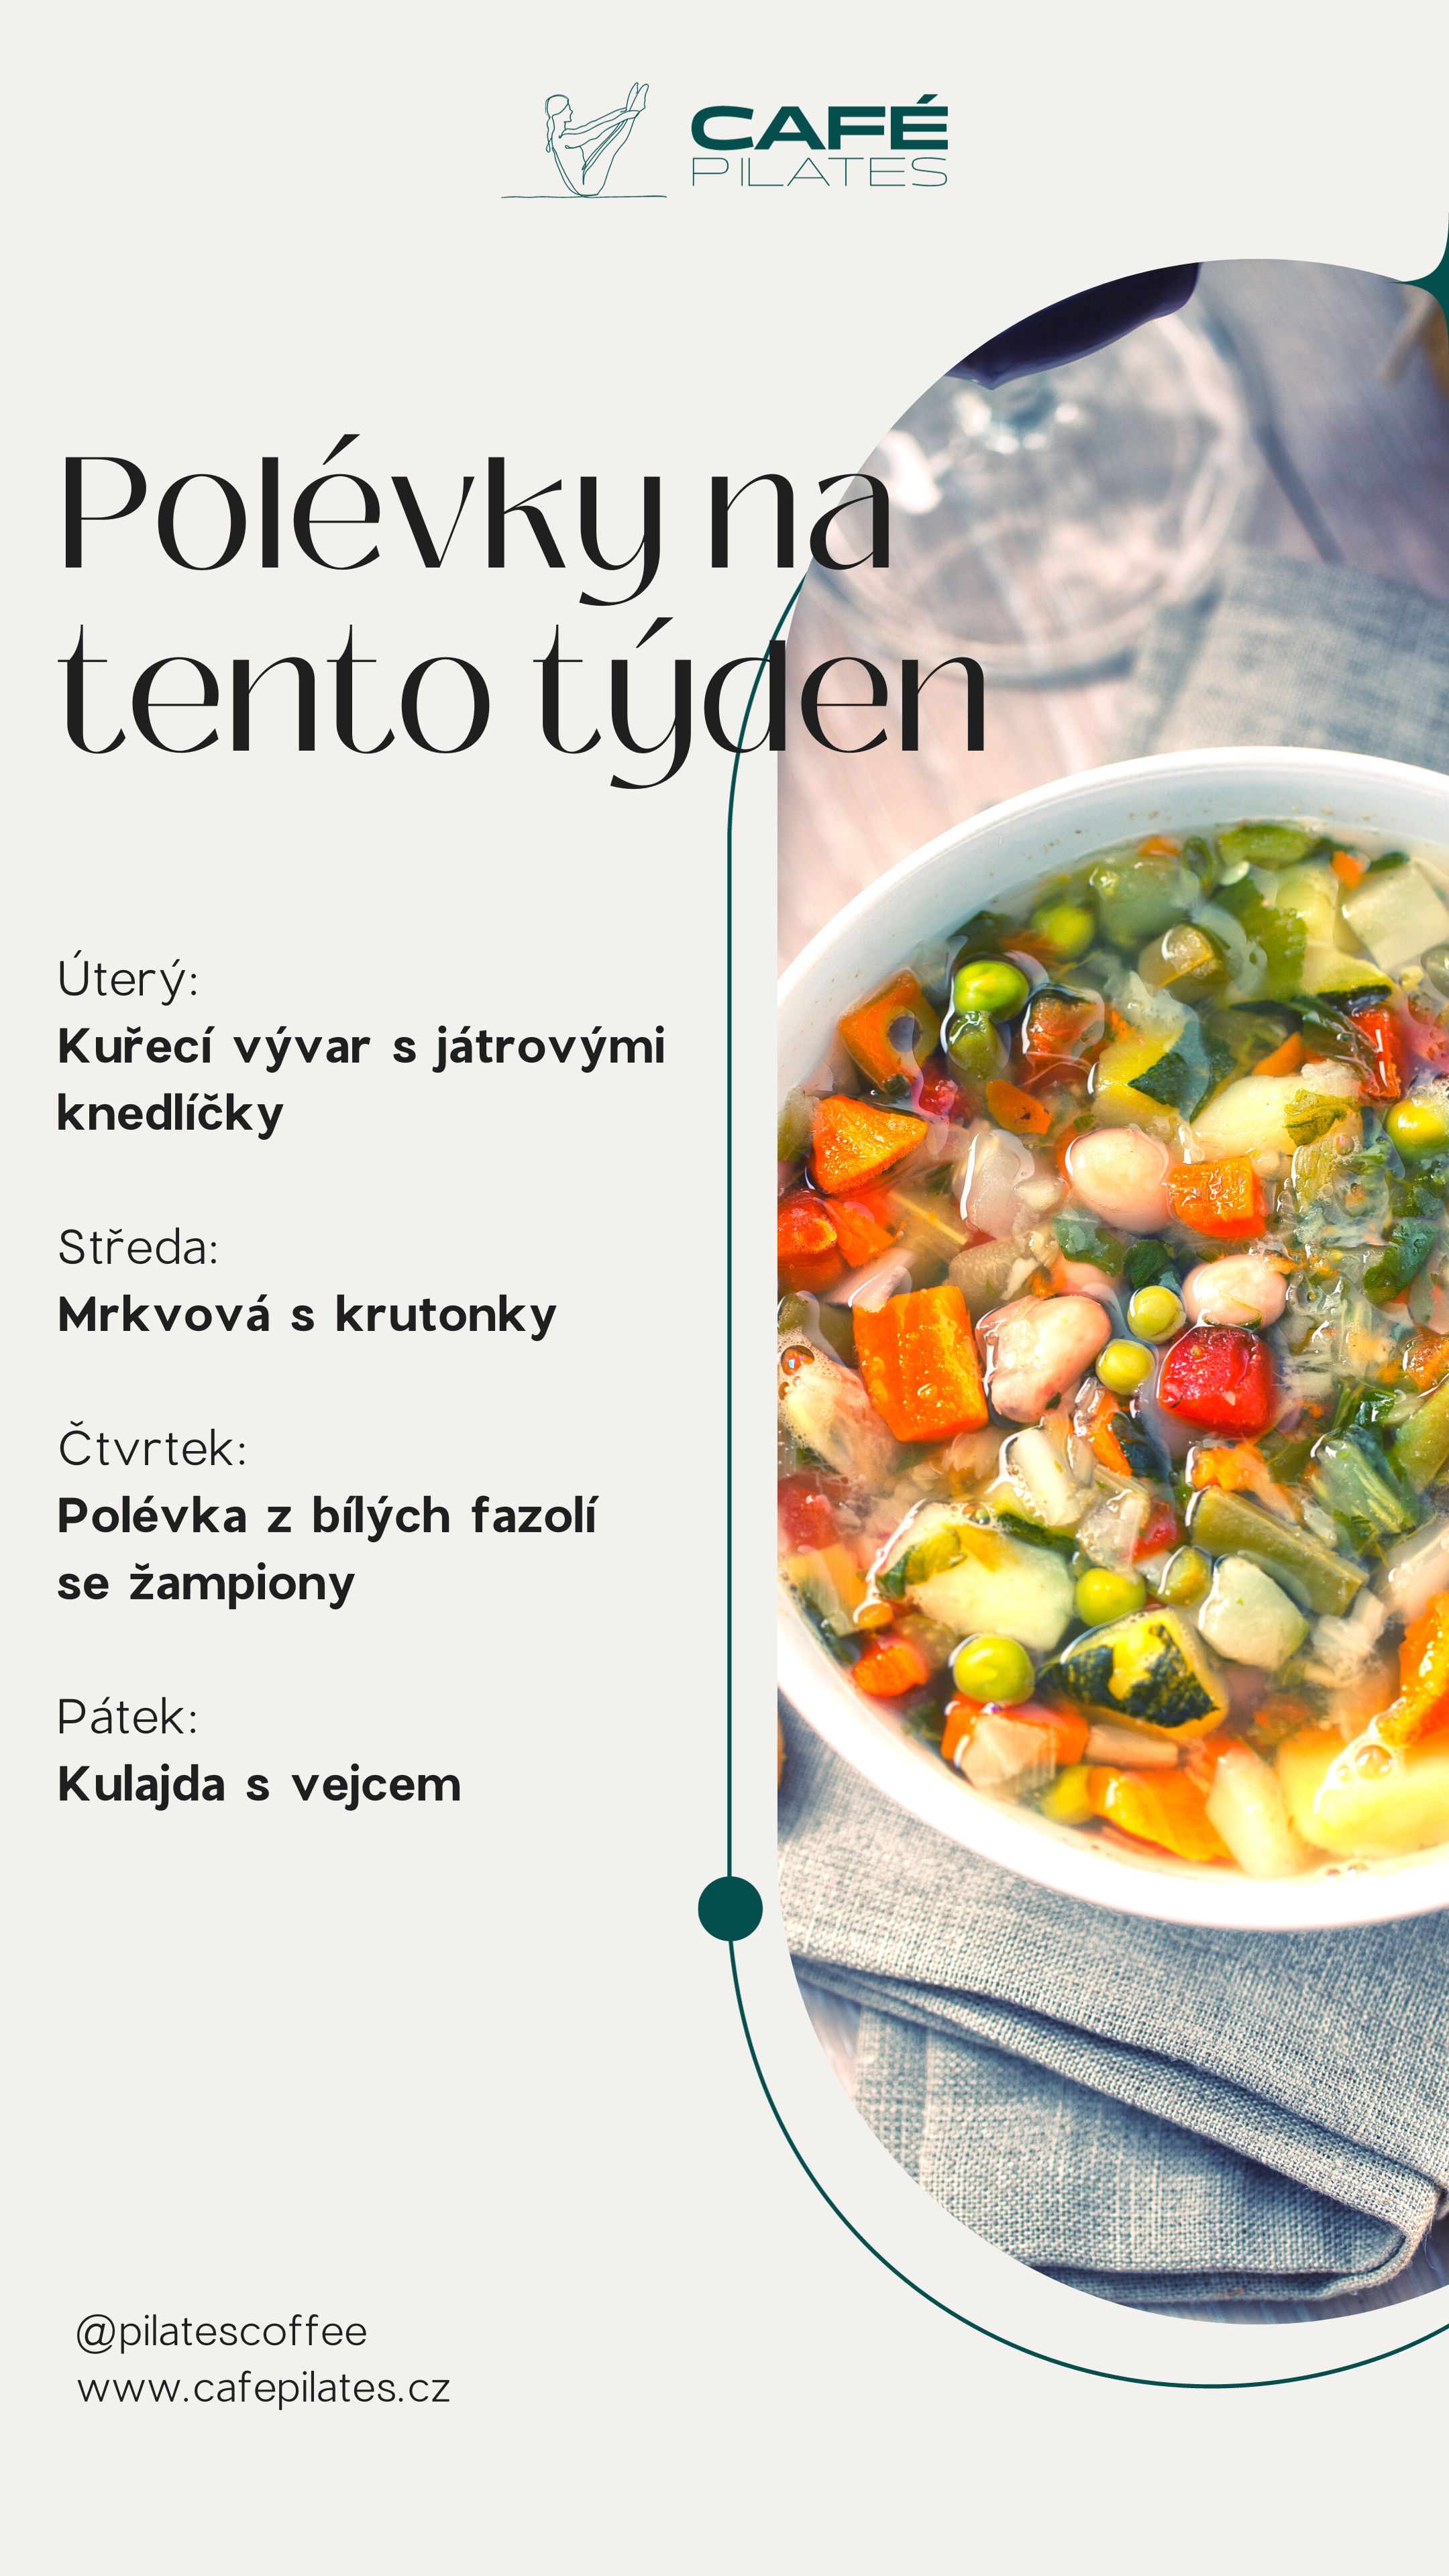 CAFÉ
PILATES
Polévky na
tento týden
Úterý:
Kuřecí vývar s játrovými
knedlíčky
Středa:
Mrkvová s krutonky
Čtvrtek:
Polévka z bílých fazolí
se žampiony
Pátek:
Kulajda s vejcem
@pilatescoffee
www.cafepilates.cz